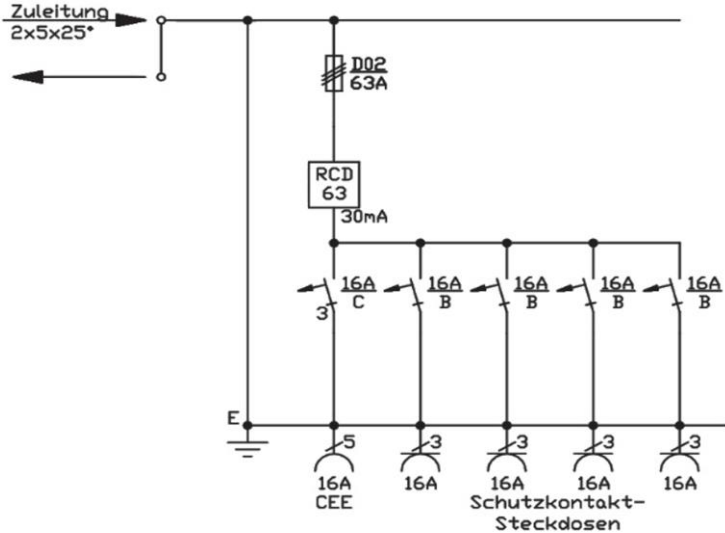 Zuleitung
2x5x25°
D02
63A
RCD
63
30mA
16A
C
3
16A
B
16A
B
16A
B
16A
B
E
5
3
3
3
3
16A
CEE
16A
16A
16A
16A
Schutzkontakt-
Steckdosen